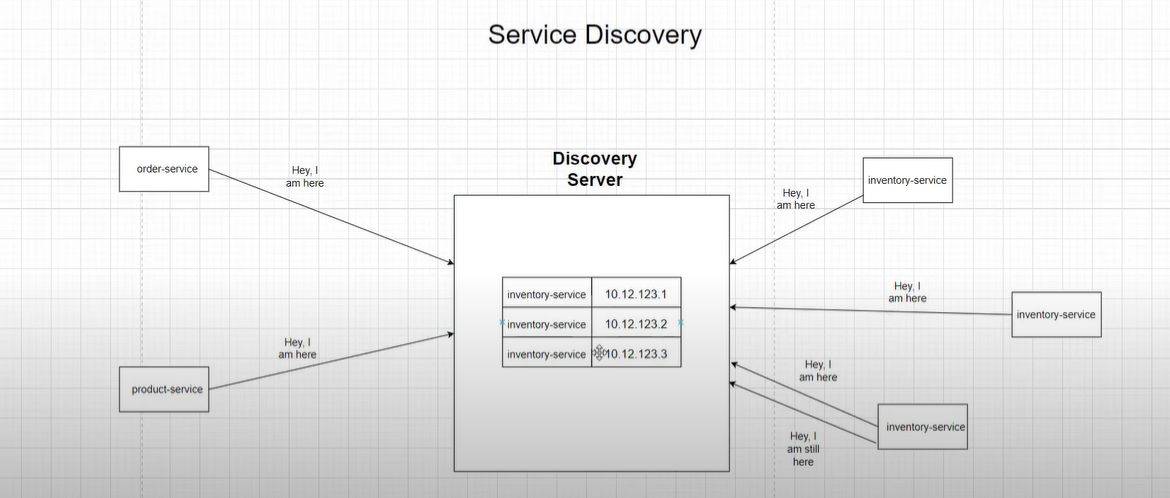 Service Discovery
Discovery
Server
order-service
Hey, I
am here
inventory-service
Hey, I
am here
inventory-service 10.12.123.1
inventory-service 10.12.123.2
inventory-service 10.12.123.3
Hey, I
am here
inventory-service
Hey, I
am here
product-service
Hey, I
am here
inventory-service
Hey, I
am still
here